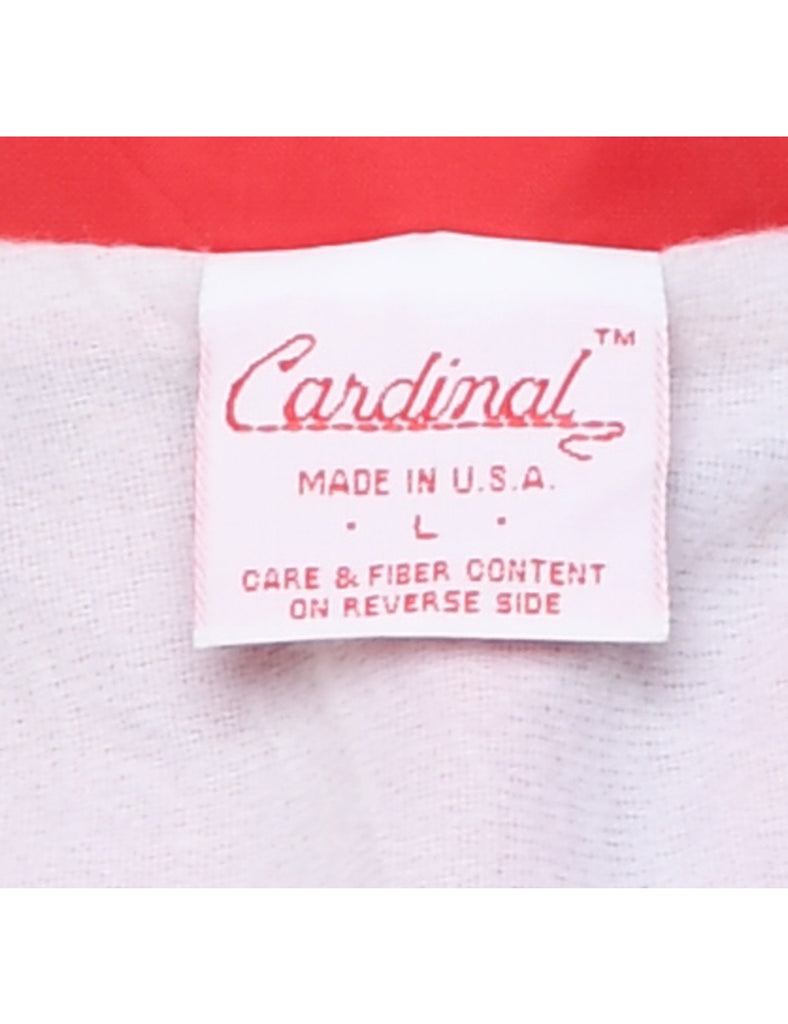 Cardinal™
MADE IN U.S.A.
· L ·
CARE & FIBER CONTENT
ON REVERSE SIDE